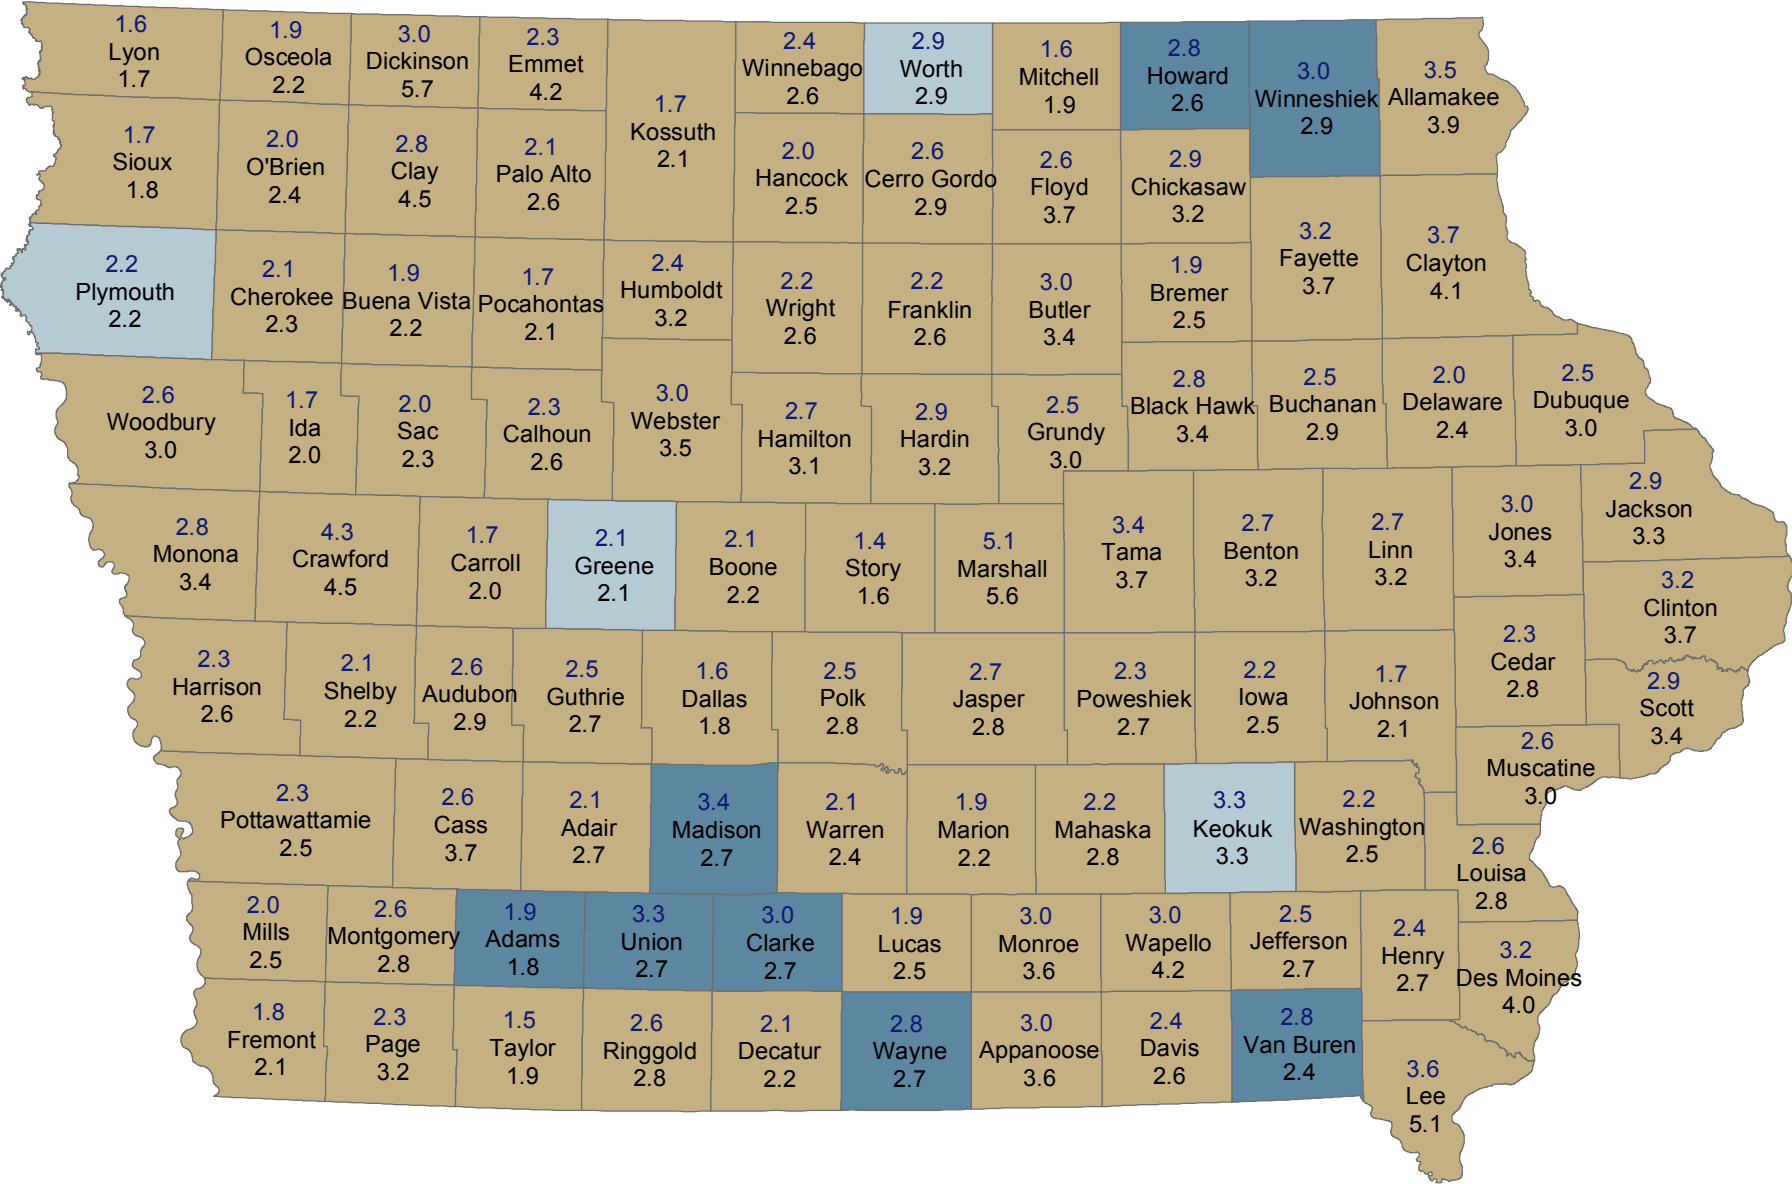 1.6
Lyon
1.7
1.9
Osceola
2.2
3.0
Dickinson
5.7
2.3
Emmet
4.2
1.7
Kossuth
2.1
2.4
Winnebago
2.6
2.9
Worth
2.9
1.6
Mitchell
1.9
2.8
Howard
2.6
3.0
Winneshiek
2.9
3.5
Allamakee
3.9
1.7
Sioux
1.8
2.0
O'Brien
2.4
2.8
Clay
4.5
2.1
Palo Alto
2.6
2.0
Hancock
2.5
2.6
Cerro Gordo
2.9
2.6
Floyd
3.7
2.9
Chickasaw
3.2
3.2
Fayette
3.7
3.7
Clayton
4.1
2.2
Plymouth
2.2
2.1
Cherokee
2.3
1.9
Buena Vista
2.2
1.7
Pocahontas
2.1
2.4
Humboldt
3.2
2.2
Wright
2.6
2.2
Franklin
2.6
3.0
Butler
3.4
1.9
Bremer
2.5
2.6
Woodbury
3.0
1.7
Ida
2.0
2.0
Sac
2.3
2.3
Calhoun
2.6
3.0
Webster
3.5
2.7
Hamilton
3.1
2.9
Hardin
3.2
2.5
Grundy
3.0
2.8
Black Hawk
3.4
2.5
Buchanan
2.9
2.0
Delaware
2.4
2.5
Dubuque
3.0
2.8
Monona
3.4
4.3
Crawford
4.5
1.7
Carroll
2.0
2.1
Greene
2.1
2.1
Boone
2.2
1.4
Story
1.6
5.1
Marshall
5.6
3.4
Tama
3.7
2.7
Benton
3.2
2.7
Linn
3.2
3.0
Jones
3.4
2.9
Jackson
3.3
3.2
Clinton
3.7
2.3
Harrison
2.6
2.1
Shelby
2.2
2.6
Audubon
2.9
2.5
Guthrie
2.7
1.6
Dallas
1.8
2.5
Polk
2.8
2.7
Jasper
2.8
2.3
Poweshiek
2.7
2.2
Iowa
2.5
1.7
Johnson
2.1
2.3
Cedar
2.8
2.9
Scott
3.4
2.6
Muscatine
3.0
2.3
Pottawattamie
2.5
2.6
Cass
3.7
2.1
Adair
2.7
3.4
Madison
2.7
2.1
Warren
2.4
1.9
Marion
2.2
2.2
Mahaska
2.8
3.3
Keokuk
3.3
2.2
Washington
2.5
2.6
Louisa
2.8
2.0
Mills
2.5
2.6
Montgomery
2.8
1.9
Adams
1.8
3.3
Union
2.7
3.0
Clarke
2.7
1.9
Lucas
2.5
3.0
Monroe
3.6
3.0
Wapello
4.2
2.5
Jefferson
2.7
2.4
Henry
2.7
3.2
Des Moines
4.0
1.8
Fremont
2.1
2.3
Page
3.2
1.5
Taylor
1.9
2.6
Ringgold
2.8
2.1
Decatur
2.2
2.8
Wayne
2.7
3.0
Appanoose
3.6
2.4
Davis
2.6
2.8
Van Buren
2.4
3.6
Lee
5.1